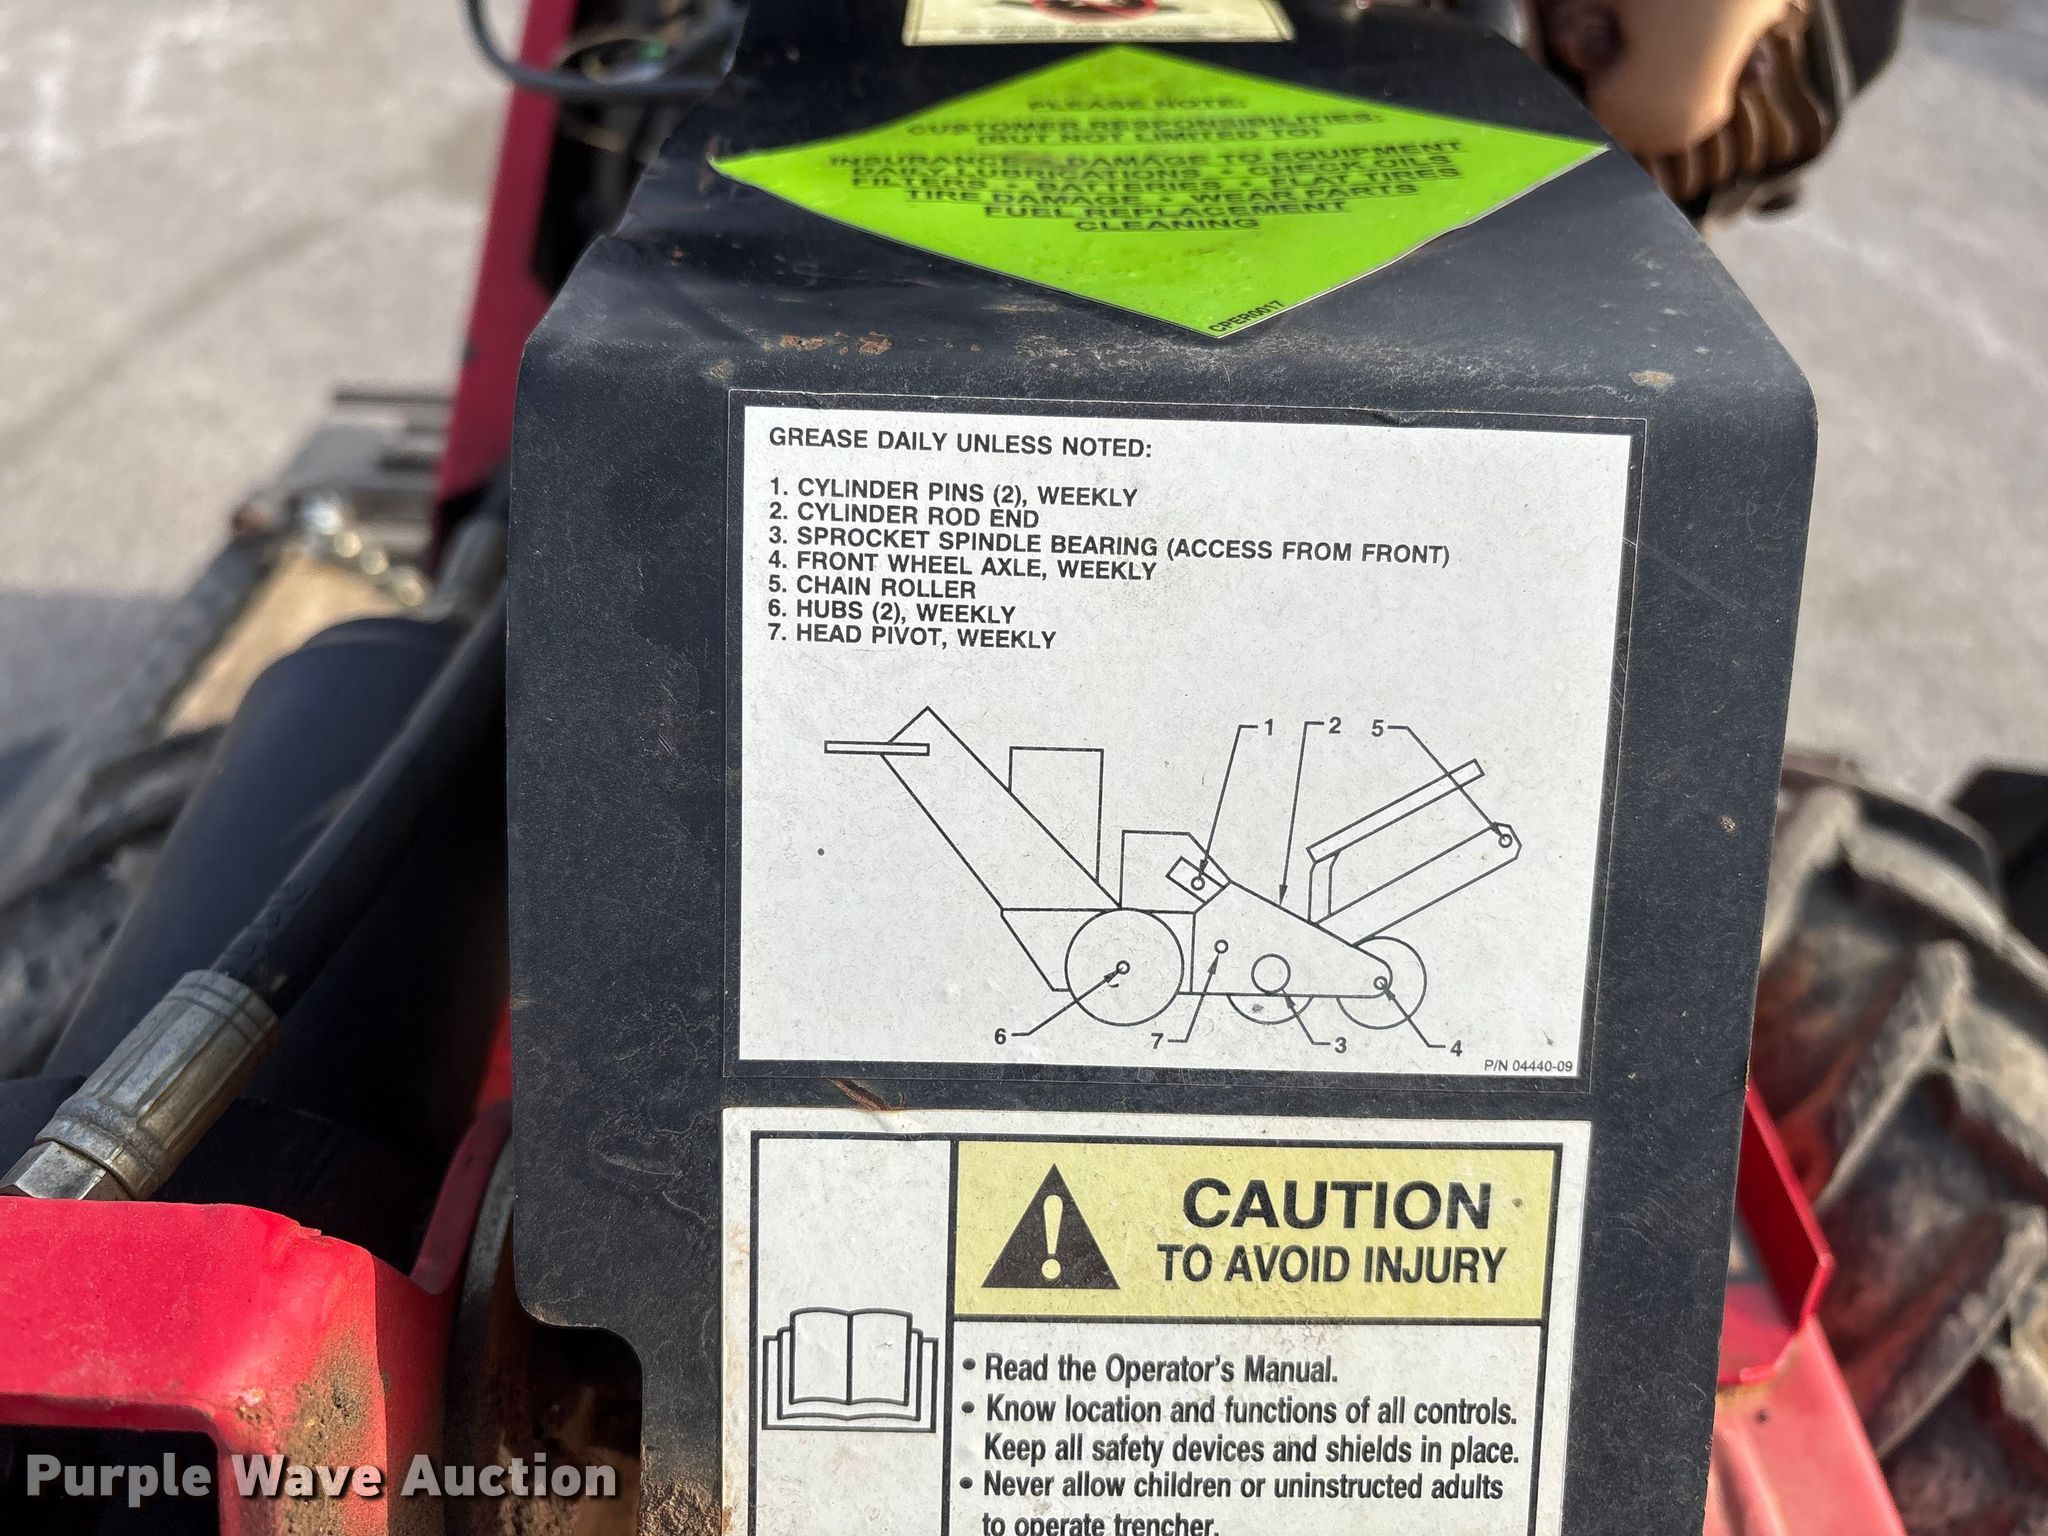 PLEASE NOTE:
CUSTOMER RESPONSIBILITIES:
(BUT NOT LIMITED TO)
INSURANCE • DAMAGE TO EQUIPMENT
DAILY LUBRICATIONS • CHECK OILS
FILTERS • BATTERIES • FLAT TIRES
TIRE DAMAGE • WEAR PARTS
FUEL REPLACEMENT
CLEANING
CPER0017
GREASE DAILY UNLESS NOTED:
1. CYLINDER PINS (2), WEEKLY
2. CYLINDER ROD END
3. SPROCKET SPINDLE BEARING (ACCESS FROM FRONT)
4. FRONT WHEEL AXLE, WEEKLY
5. CHAIN ROLLER
6. HUBS (2), WEEKLY
7. HEAD PIVOT, WEEKLY
1 2 5
6 7 3 4
P/N 04440-09
CAUTION
TO AVOID INJURY
• Read the Operator's Manual.
• Know location and functions of all controls.
Keep all safety devices and shields in place.
• Never allow children or uninstructed adults
to operate trencher.
Purple Wave Auction